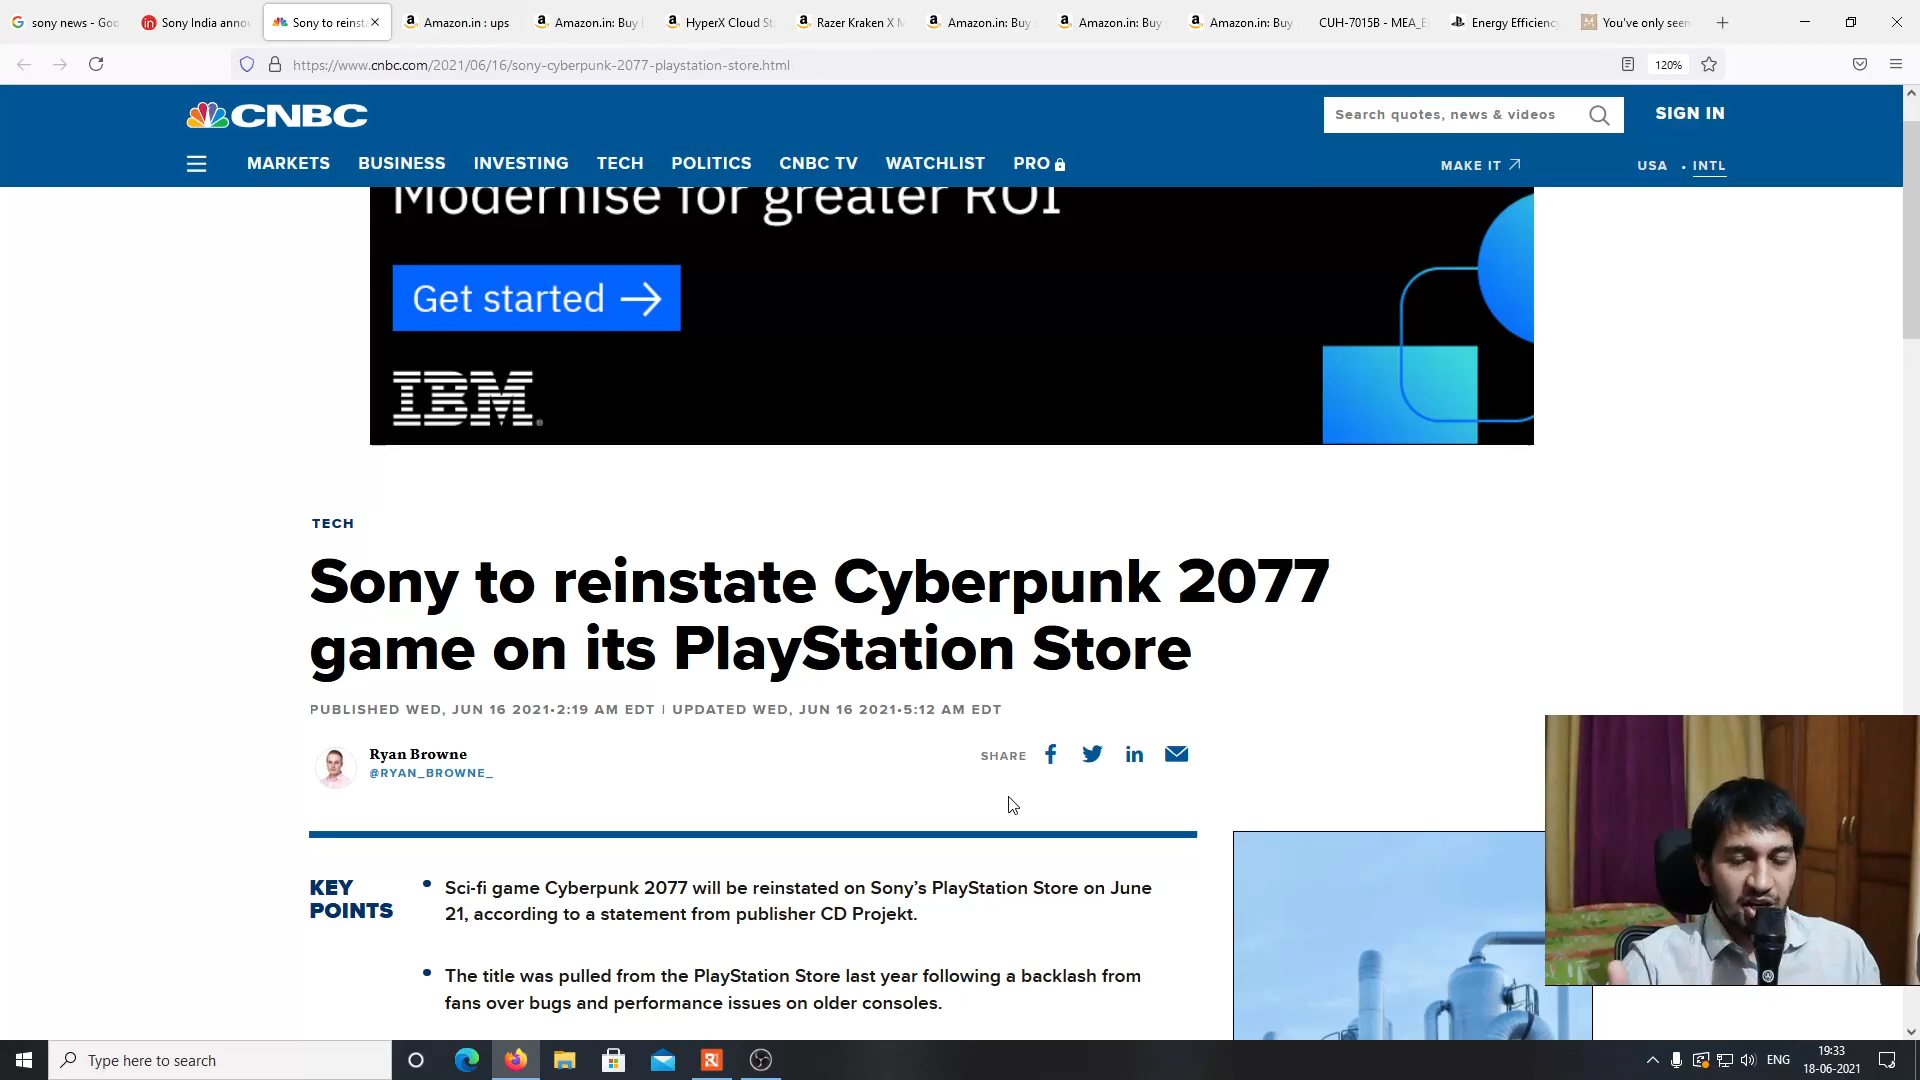 sony news - Goo
Sony India annou
Sony to reinst
Amazon.in : ups
Amazon.in: Buy
HyperX Cloud St
Razer Kraken X M
Amazon.in: Buy
Amazon.in: Buy
Amazon.in: Buy
CUH-7015B - MEA_E
Energy Efficienc
You've only seen
https://www.cnbc.com/2021/06/16/sony-cyberpunk-2077-playstation-store.html
120%
CNBC
Search quotes, news & videos
SIGN IN
MARKETS BUSINESS INVESTING TECH POLITICS CNBC TV WATCHLIST PRO
MAKE IT
USA • INTL
Modernise for greater ROI
Get started
IBM
TECH
Sony to reinstate Cyberpunk 2077
game on its PlayStation Store
PUBLISHED WED, JUN 16 2021•2:19 AM EDT | UPDATED WED, JUN 16 2021•5:12 AM EDT
Ryan Browne
@RYAN_BROWNE_
SHARE
KEY
POINTS
• Sci-fi game Cyberpunk 2077 will be reinstated on Sony’s PlayStation Store on June
21, according to a statement from publisher CD Projekt.
• The title was pulled from the PlayStation Store last year following a backlash from
fans over bugs and performance issues on older consoles.
Type here to search
ENG
19:33
18-06-2021